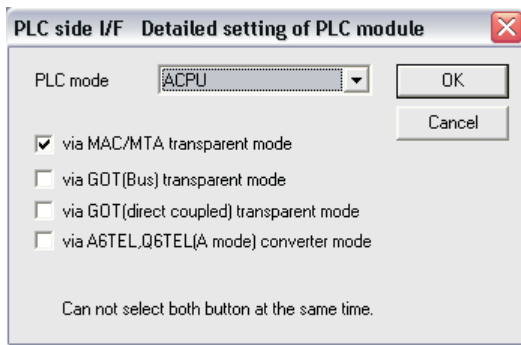 PLC side I/F Detailed setting of PLC module
PLC mode ACPU OK
Cancel
via MAC/MTA transparent mode
via GOT(Bus) transparent mode
via GOT(direct coupled) transparent mode
via A6TEL,Q6TEL(A mode) converter mode
Can not select both button at the same time.